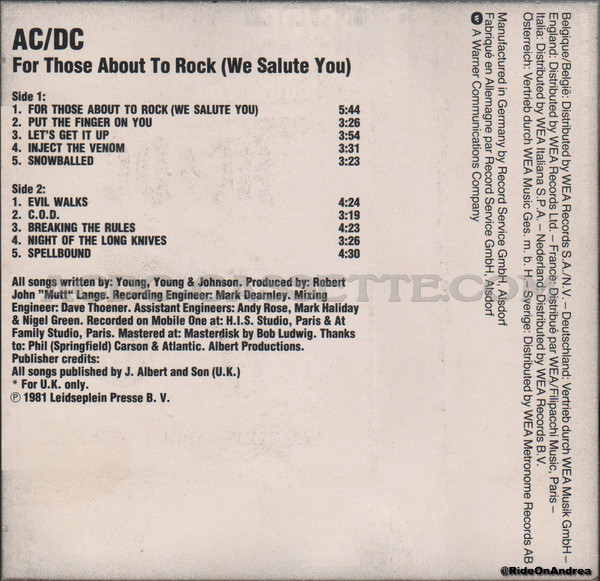 AC/DC
For Those About To Rock (We Salute You)
Side 1:
1. FOR THOSE ABOUT TO ROCK (WE SALUTE YOU) 5:44
2. PUT THE FINGER ON YOU 3:26
3. LET'S GET IT UP 3:54
4. INJECT THE VENOM 3:31
5. SNOWBALLED 3:23
Side 2:
1. EVIL WALKS 4:24
2. C.O.D. 3:19
3. BREAKING THE RULES 4:23
4. NIGHT OF THE LONG KNIVES 3:26
5. SPELLBOUND 4:30
All songs written by: Young, Young & Johnson. Produced by: Robert
John "Mutt" Lange. Recording Engineer: Mark Dearnley. Mixing
Engineer: Dave Thoener. Assistant Engineers: Andy Rose, Mark Haliday
& Nigel Green. Recorded on Mobile One at: H.I.S. Studio, Paris & At
Family Studio, Paris. Mastered at: Masterdisk by Bob Ludwig. Thanks
to: Phil (Springfield) Carson & Atlantic. Albert Productions.
Publisher credits:
All songs published by J. Albert and Son (U.K.)
* For U.K. only.
Ⓟ 1981 Leidseplein Presse B. V.
Belgique/België: Distributed by WEA Records S.A./N.V. – Deutschland: Vertrieb durch WEA Musik GmbH –
England: Distributed by WEA Records Ltd. – France: Distribué par WEA/Filipacchi Music, Paris –
Italia: Distributed by WEA Italiana S.P.A. – Nederland: Distributed by WEA Records B.V.
Österreich: Vertrieb durch WEA Music Ges. m. b. H. – Sverige: Distributed by WEA Metronome Records AB
Manufactured in Germany by Record Service GmbH, Alsdorf
Fabriqué en Allemagne par Record Service GmbH, Alsdorf
A Warner Communications Company
@RideOnAndrea